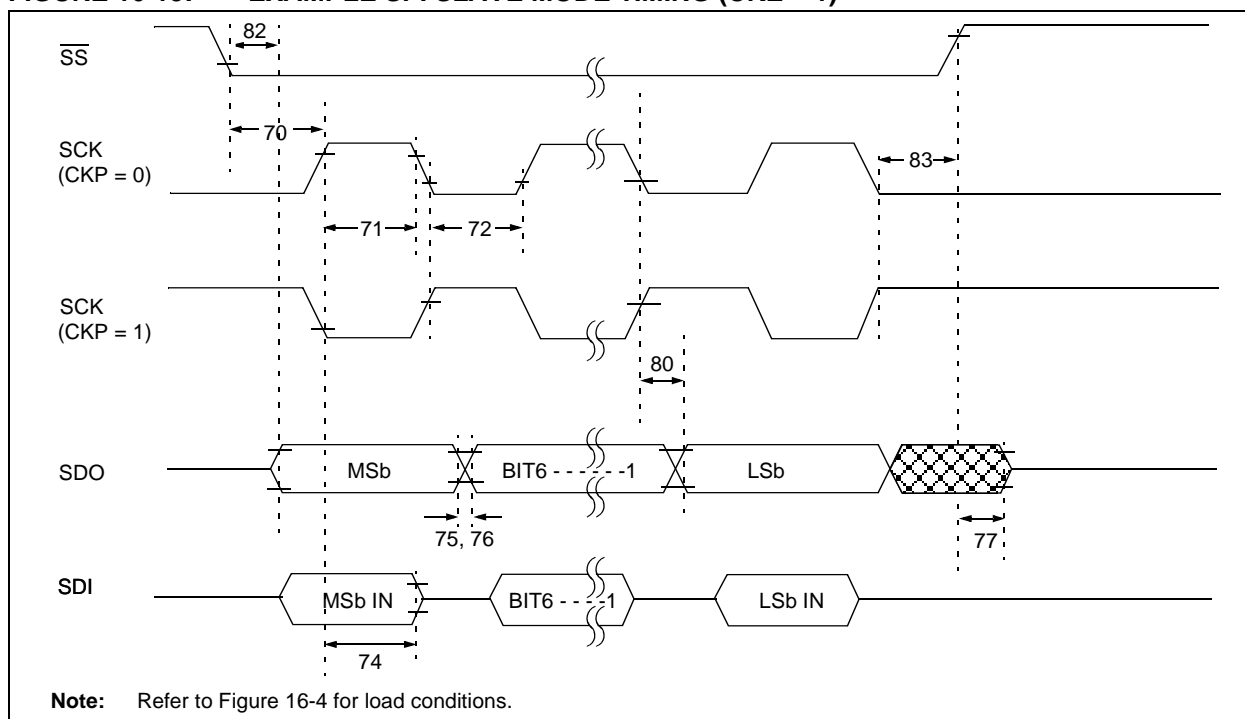 82
SS
70
SCK
(CKP = 0)
83
71
72
SCK
(CKP = 1)
80
SDO
MSb
BIT6 - - - - - -1
LSb
75, 76
77
SDI
MSb IN
BIT6 - - - -1
LSb IN
74
Note: Refer to Figure 16-4 for load conditions.